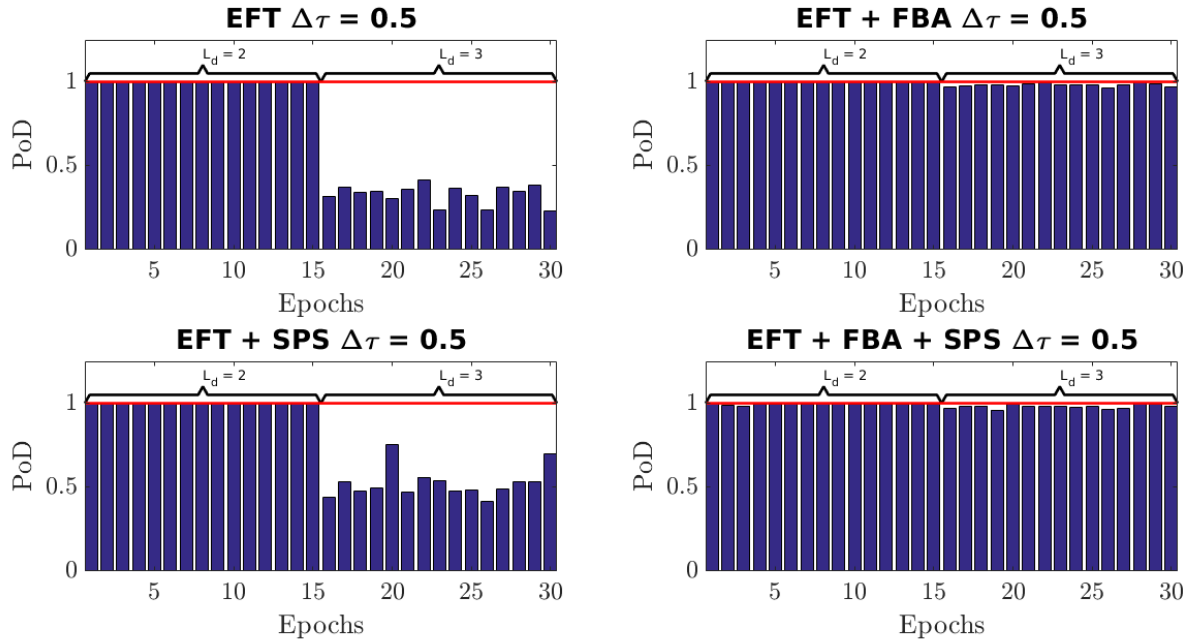 EFT Δτ = 0.5
L_d = 2
L_d = 3
1
0.5
0
PoD
5 10 15 20 25 30
Epochs
EFT + FBA Δτ = 0.5
L_d = 2
L_d = 3
1
0.5
0
PoD
5 10 15 20 25 30
Epochs
EFT + SPS Δτ = 0.5
L_d = 2
L_d = 3
1
0.5
0
PoD
5 10 15 20 25 30
Epochs
EFT + FBA + SPS Δτ = 0.5
L_d = 2
L_d = 3
1
0.5
0
PoD
5 10 15 20 25 30
Epochs